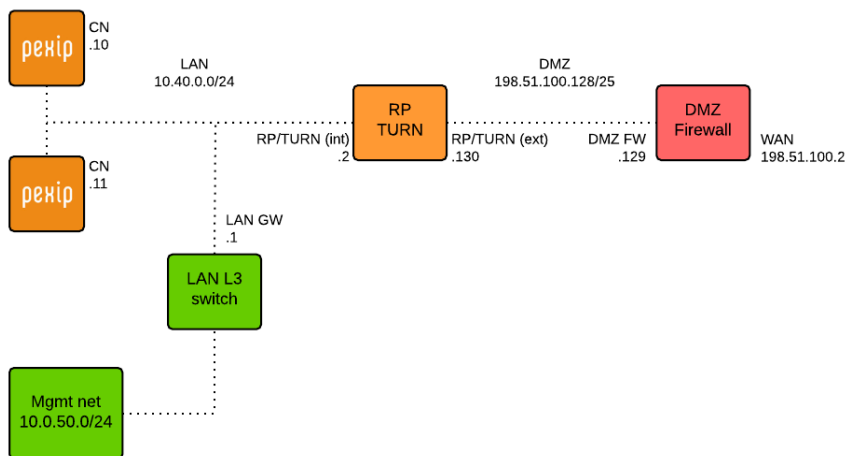 pexip
CN
.10
LAN
10.40.0.0/24
DMZ
198.51.100.128/25
RP
TURN
DMZ
Firewall
RP/TURN (int)
.2
RP/TURN (ext)
.130
DMZ FW
.129
WAN
198.51.100.2
pexip
CN
.11
LAN GW
.1
LAN L3
switch
Mgmt net
10.0.50.0/24